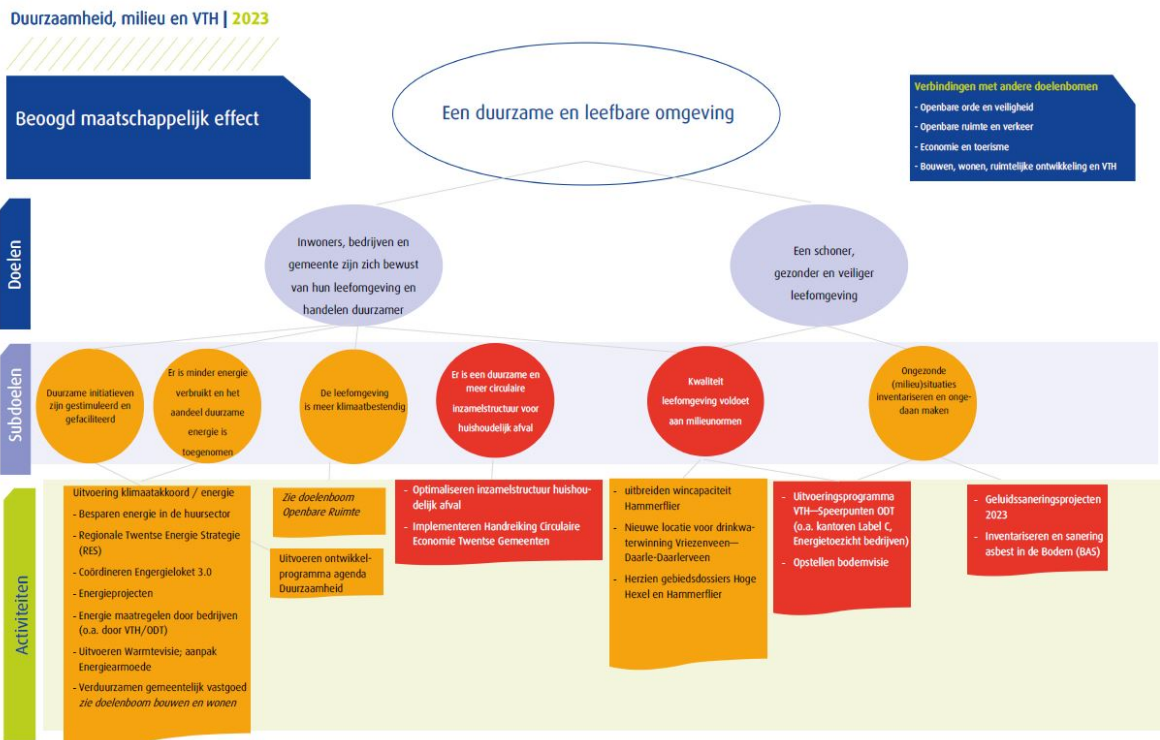 Duurzaamheid, milieu en VTH | 2023
Beoogd maatschappelijk effect
Een duurzame en leefbare omgeving
Verbindingen met andere doelenbomen
- Openbare orde en veiligheid
- Openbare ruimte en verkeer
- Economie en toerisme
- Bouwen, wonen, ruimtelijke ontwikkeling en VTH
Doelen
Inwoners, bedrijven en
gemeente zijn zich bewust
van hun leefomgeving en
handelen duurzamer
Een schoner,
gezonder en veiliger
leefomgeving
Subdoelen
Duurzame initiatieven
zijn gestimuleerd en
gefaciliteerd
Er is minder energie
verbruikt en het
aandeel duurzame
energie is
toegenomen
De leefomgeving
is meer klimaatbestendig
Er is een duurzame en
meer circulaire
inzamelstructuur voor
huishoudelijk afval
Kwaliteit
leefomgeving voldoet
aan milieunormen
Ongezonde
(milieu)situaties
inventariseren en onge-
daan maken
Activiteiten
Uitvoering klimaatakkoord / energie
- Besparen energie in de huursector
- Regionale Twentse Energie Strategie
(RES)
- Coördineren Engergieloket 3.0
- Energieprojecten
- Energie maatregelen door bedrijven
(o.a. door VTH/ODT)
- Uitvoeren Warmtevisie; aanpak
Energiearmoede
- Verduurzamen gemeentelijk vastgoed
zie doelenboom bouwen en wonen
Zie doelenboom
Openbare Ruimte
Uitvoeren ontwikkel-
programma agenda
Duurzaamheid
- Optimaliseren inzamelstructuur huishou-
delijk afval
- Implementeren Handreiking Circulaire
Economie Twentse Gemeenten
- uitbreiden wincapaciteit
Hammerflier
- Nieuwe locatie voor drinkwa-
terwinning Vriezenveen—
Daarle-Daarlerveen
- Herzien gebiedsdossiers Hoge
Hexel en Hammerflier
- Uitvoeringsprogramma
VTH—Speerpunten ODT
(o.a. kantoren Label C,
Energietoezicht bedrijven)
- Opstellen bodemvisie
- Geluidssaneringsprojecten
2023
- Inventariseren en sanering
asbest in de Bodem (BAS)